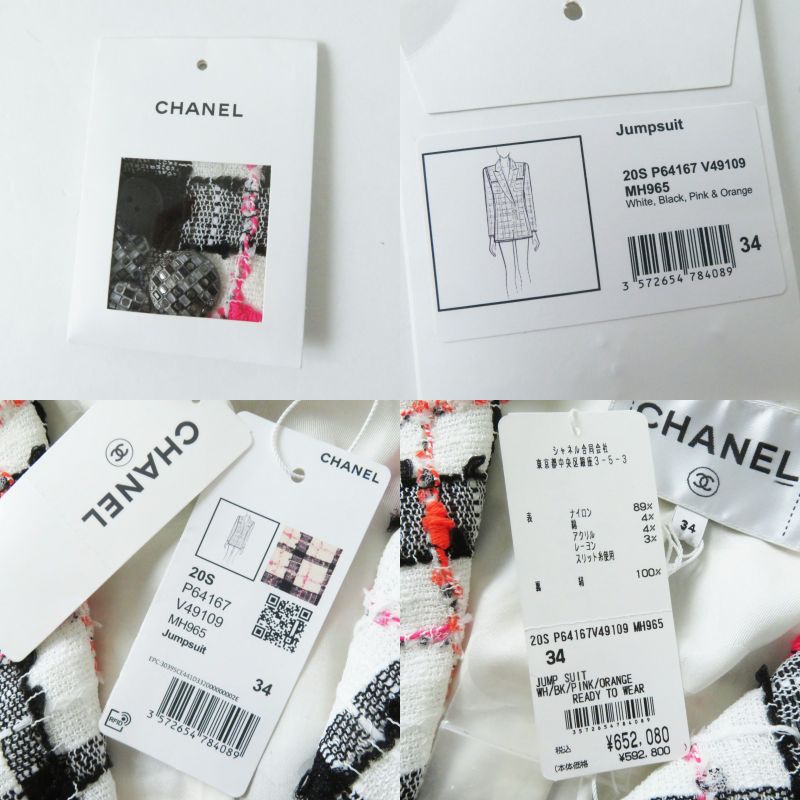 CHANEL
Jumpsuit
20S P64167 V49109
MH965
White, Black, Pink & Orange
34
3 572654 784089
CHANEL
CHANEL
20S
P64167
V49109
MH965
Jumpsuit
34
3 572654 784089
RFID
CHANEL
34
シャネル合同会社
東京都中央区銀座3-5-3
表 ナイロン 89%
綿 4%
アクリル 4%
レーヨン 3%
スリット糸使用
裏 絹 100%
20S P64167V49109 MH965
34
JUMP SUIT
WH/BK/PINK/ORANGE
READY TO WEAR
3572654784089
税込 ¥652,080
(本体価格 ¥592,800)